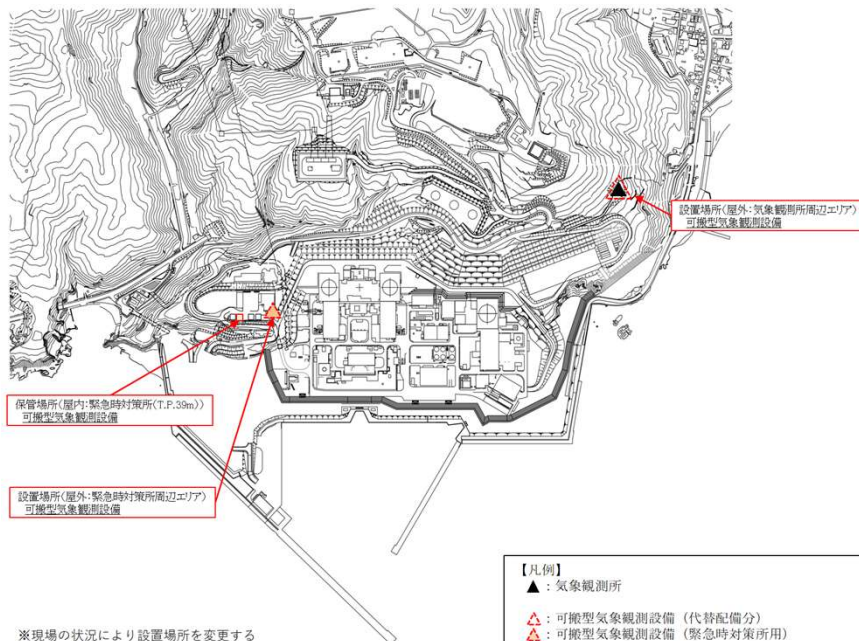 設置場所(屋外:気象観測所周辺エリア)
可搬型気象観測設備
保管場所(屋内:緊急時対策所(T.P.39m))
可搬型気象観測設備
設置場所(屋外:緊急時対策所周辺エリア)
可搬型気象観測設備
【凡例】
▲:気象観測所
△:可搬型気象観測設備(代替配備分)
△:可搬型気象観測設備(緊急時対策所用)
※現場の状況により設置場所を変更する